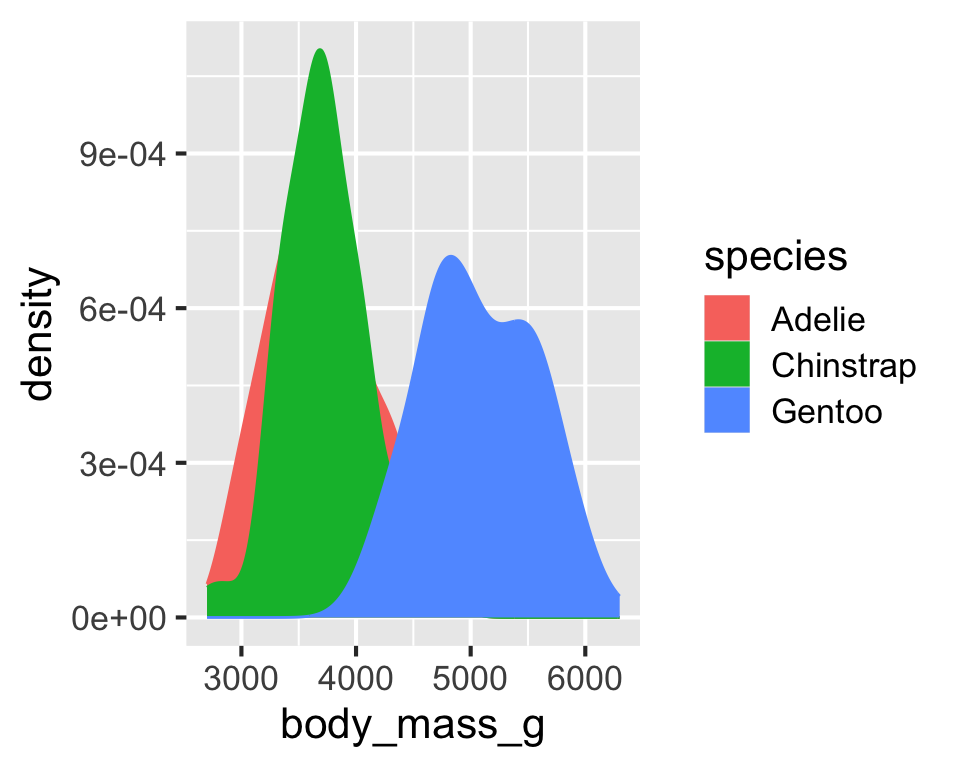 density
9e-04
6e-04
3e-04
0e+00
3000 4000 5000 6000
body_mass_g
species
Adelie
Chinstrap
Gentoo